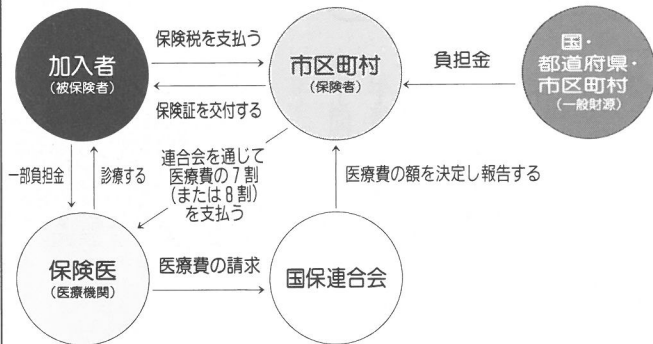 保険税を支払う
加入者
(被保険者)
市区町村
(保険者)
負担金
国・
都道府県・
市区町村
(一般財源)
保険証を交付する
一部負担金
診療する
連合会を通じて
医療費の7割
(または8割)
を支払う
医療費の額を決定し報告する
保険医
(医療機関)
医療費の請求
国保連合会